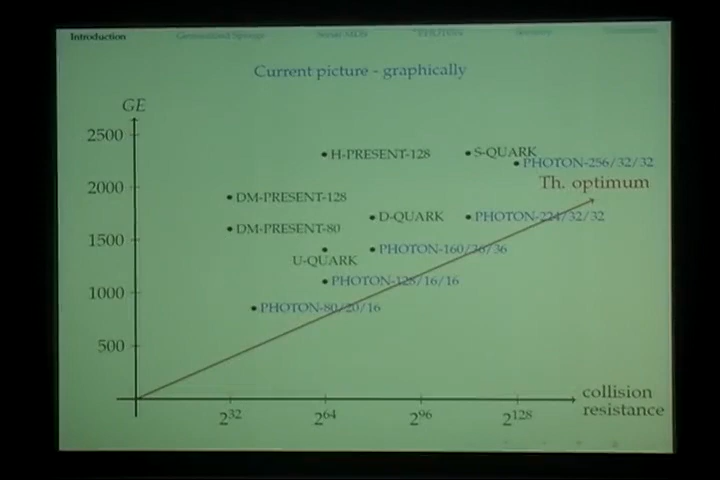 Introduction
Current picture - graphically
GE
2500
H-PRESENT-128
S-QUARK
PHOTON-256/32/32
2000
DM-PRESENT-128
Th. optimum
D-QUARK
PHOTON-224/32/32
DM-PRESENT-80
1500
PHOTON-160/36/36
U-QUARK
PHOTON-128/16/16
1000
PHOTON-80/20/16
500
collision
resistance
2^32
2^64
2^96
2^128